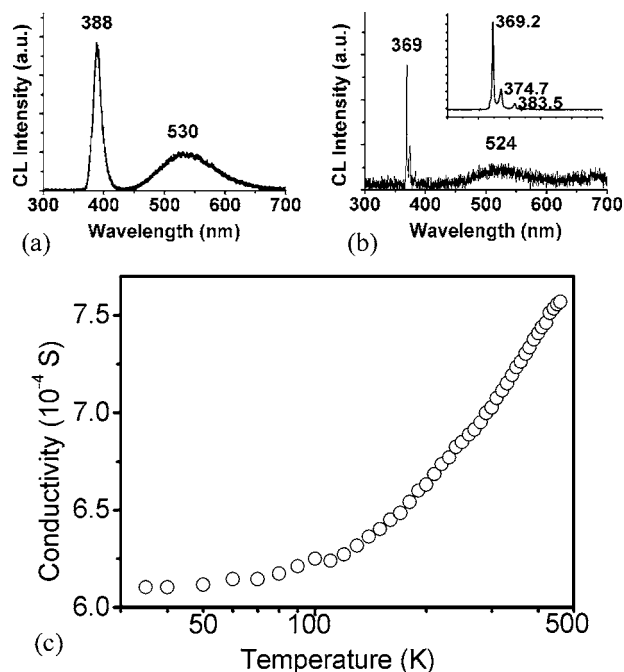 388
530
CL Intensity (a.u.)
300 400 500 600 700
Wavelength (nm)
(a)
369
369.2
374.7
383.5
524
CL Intensity (a.u.)
300 400 500 600 700
Wavelength (nm)
(b)
7.5
7.0
6.5
6.0
Conductivity (10⁻⁴ S)
50 100 500
Temperature (K)
(c)